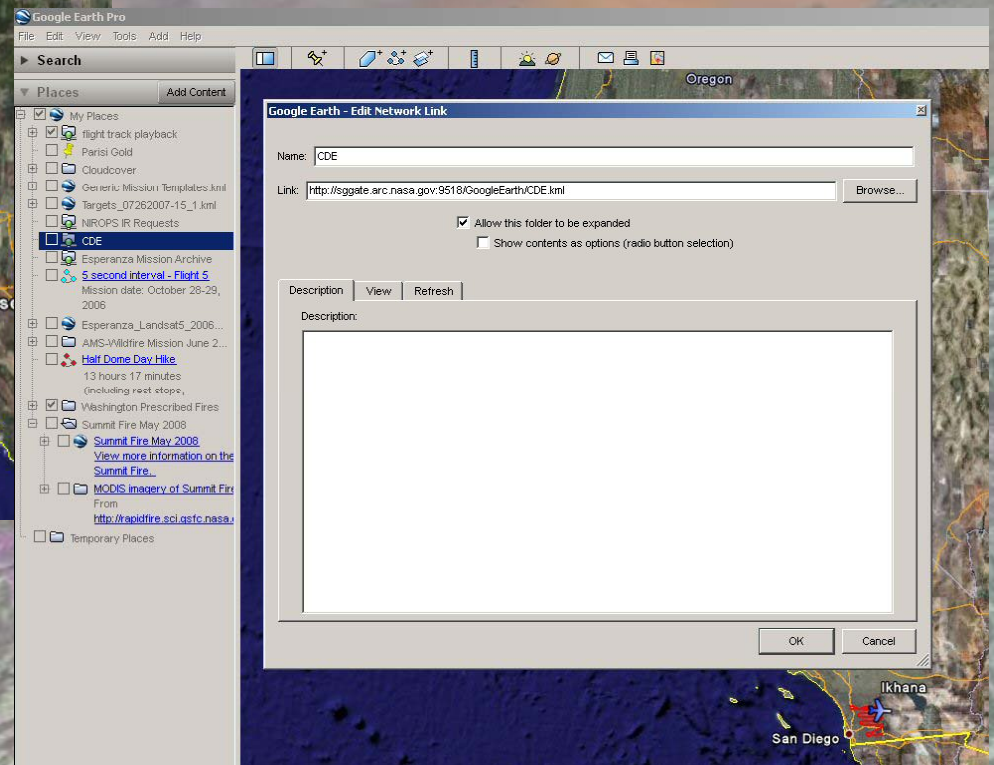 Google Earth Pro
File Edit View Tools Add Help
Search
Places
Add Content
My Places
flight track playback
Parisi Gold
Cloudcover
Generic Mission Templates.kml
Targets_07262007-15_1.kml
NIROPS IR Requests
CDE
Esperanza Mission Archive
5 second interval - Flight 5
Mission date: October 28-29,
2006
Esperanza_Landsat5_2006...
AMS-Wildfire Mission June 2...
Half Dome Day Hike
13 hours 17 minutes
(including rest stops,
Washington Prescribed Fires
Summit Fire May 2008
Summit Fire May 2008
View more information on the
Summit Fire.
MODIS imagery of Summit Fire
From
http://rapidfire.sci.gsfc.nasa.
Temporary Places
Oregon
Google Earth - Edit Network Link
Name: CDE
Link: http://sggate.arc.nasa.gov:9518/GoogleEarth/CDE.kml Browse...
Allow this folder to be expanded
Show contents as options (radio button selection)
Description View Refresh
Description:
OK Cancel
Ikhana
San Diego